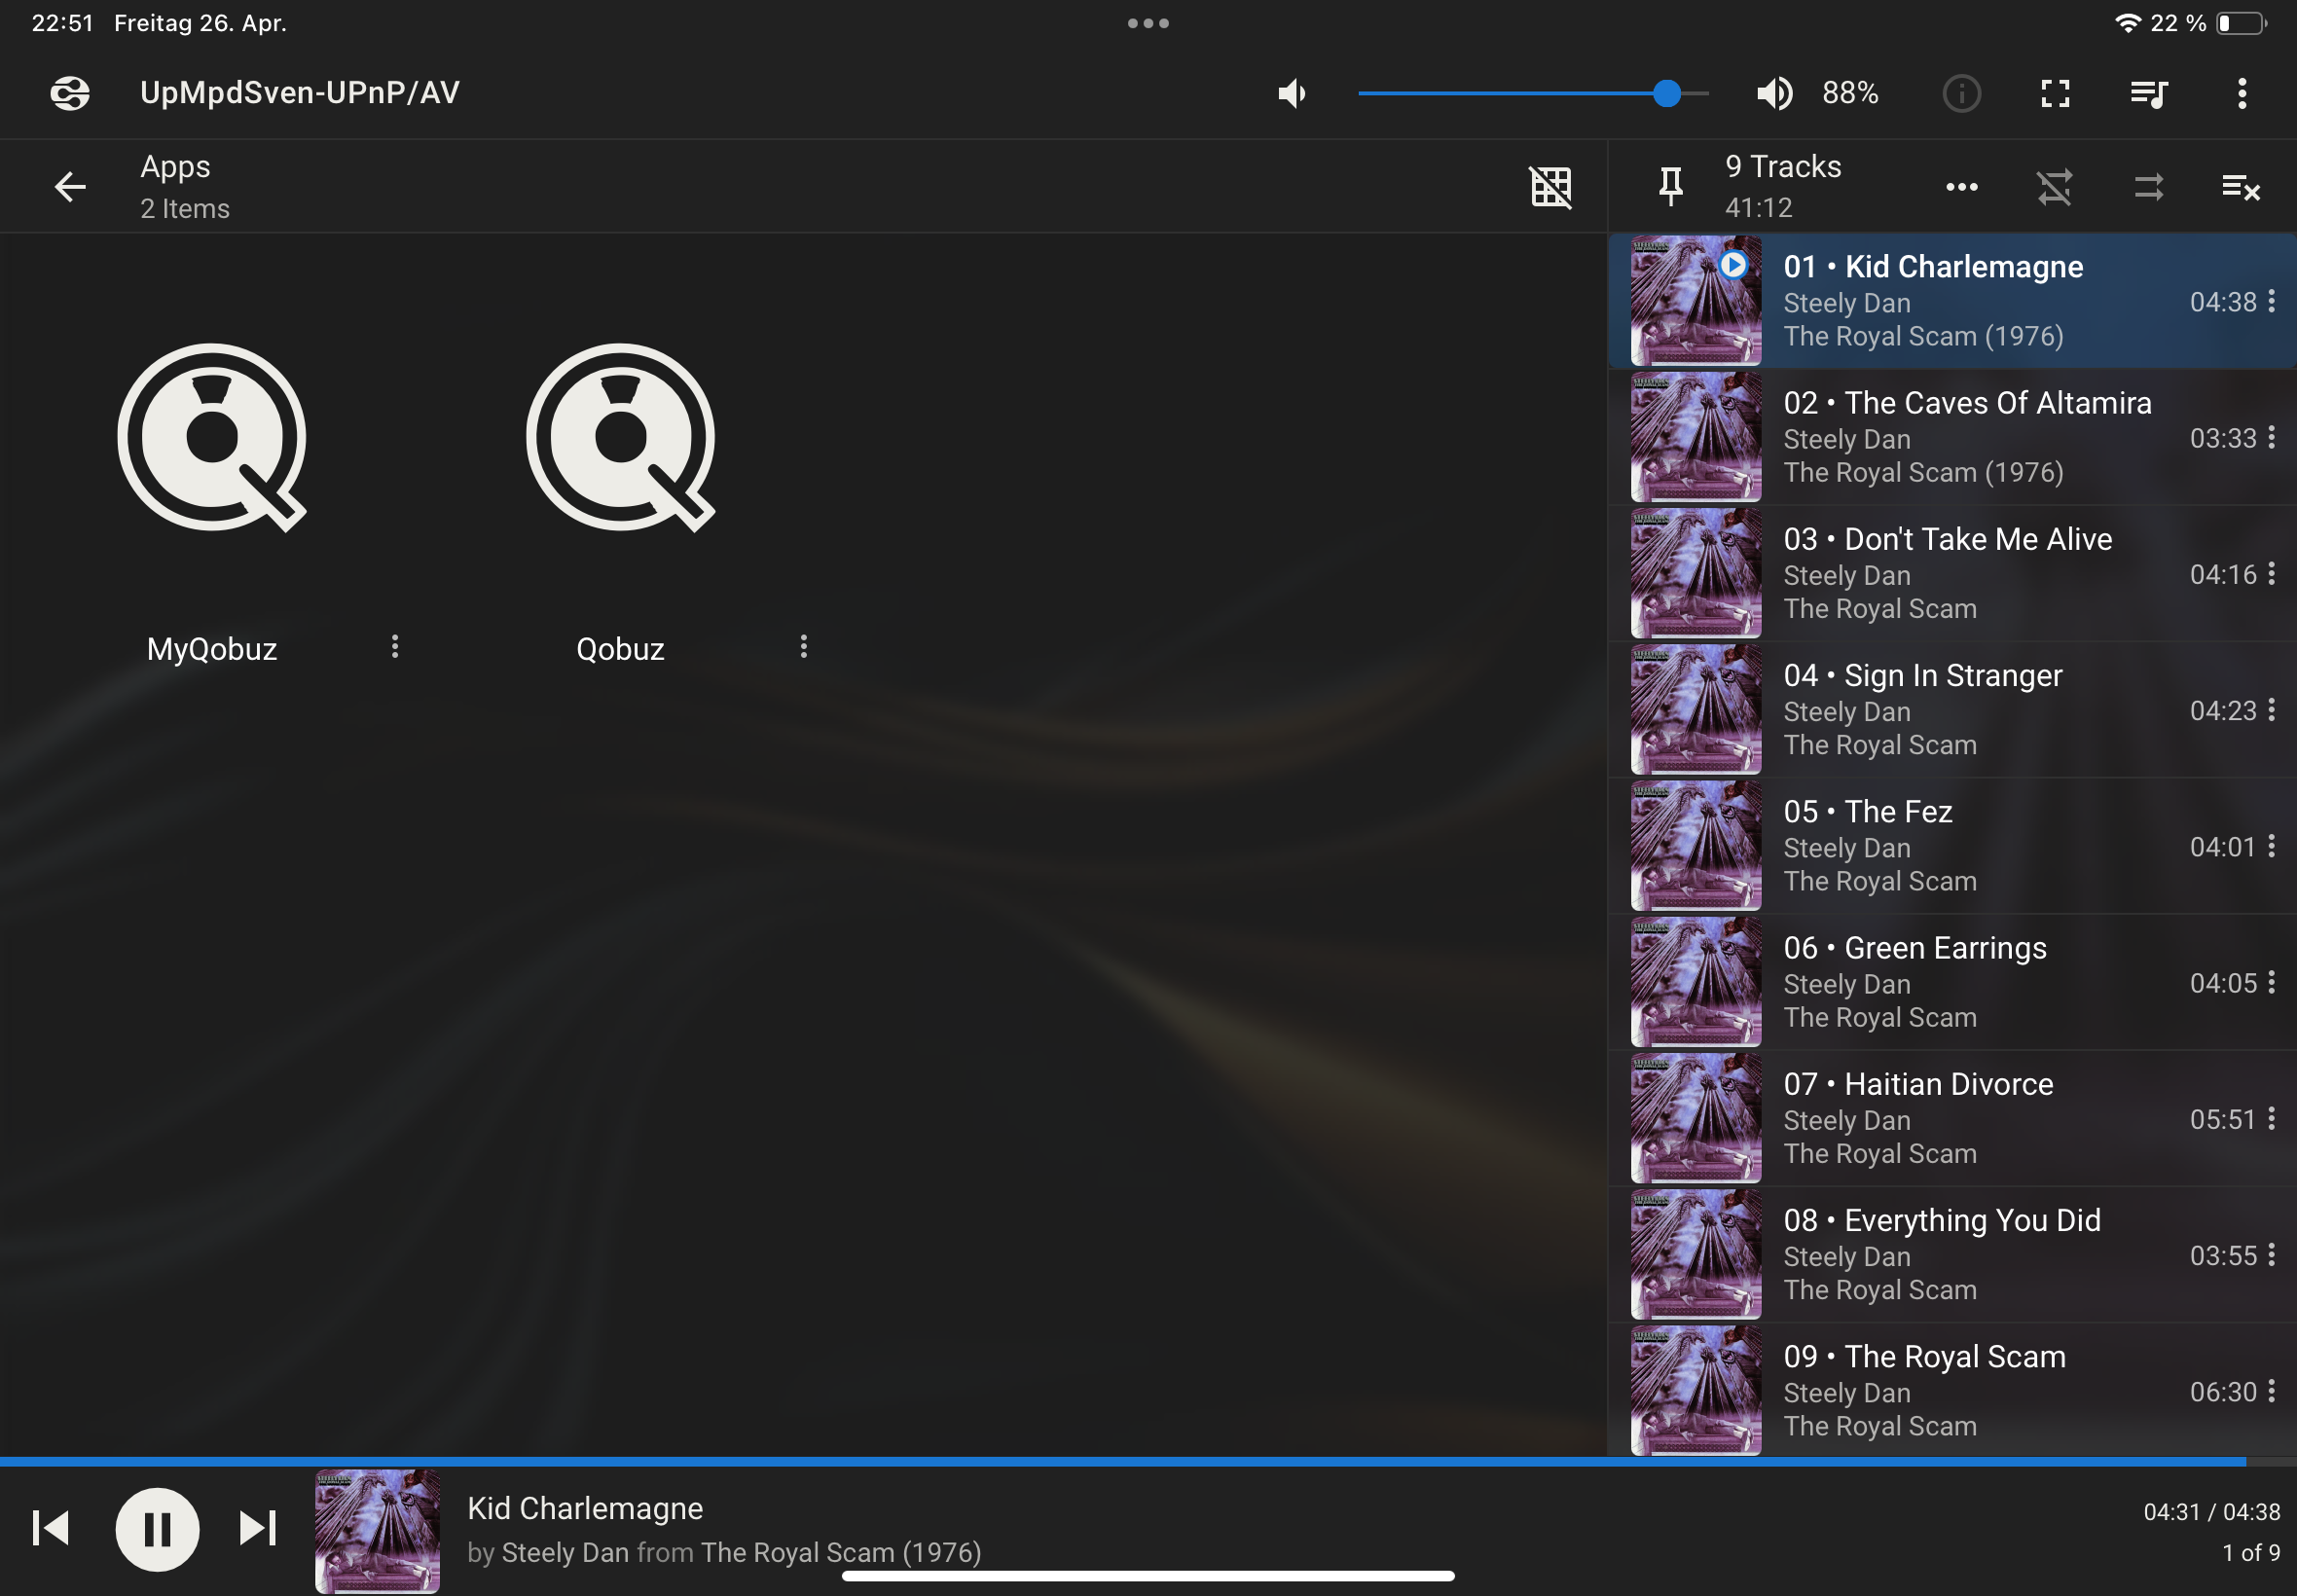 22:51 Freitag 26. Apr.
22 %
UpMpdSven-UPnP/AV
88%
Apps
2 Items
MyQobuz
Qobuz
9 Tracks
41:12
01 • Kid Charlemagne
Steely Dan
04:38
The Royal Scam (1976)
02 • The Caves Of Altamira
Steely Dan
03:33
The Royal Scam (1976)
03 • Don't Take Me Alive
Steely Dan
04:16
The Royal Scam
04 • Sign In Stranger
Steely Dan
04:23
The Royal Scam
05 • The Fez
Steely Dan
04:01
The Royal Scam
06 • Green Earrings
Steely Dan
04:05
The Royal Scam
07 • Haitian Divorce
Steely Dan
05:51
The Royal Scam
08 • Everything You Did
Steely Dan
03:55
The Royal Scam
09 • The Royal Scam
Steely Dan
06:30
The Royal Scam
Kid Charlemagne
by Steely Dan from The Royal Scam (1976)
04:31 / 04:38
1 of 9